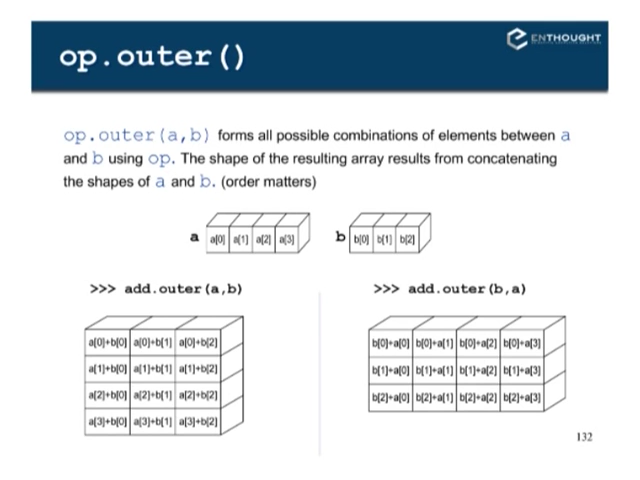 op.outer()
ENTHOUGHT
op.outer(a,b) forms all possible combinations of elements between a
and b using op. The shape of the resulting array results from concatenating
the shapes of a and b. (order matters)
a a[0] a[1] a[2] a[3] b b[0] b[1] b[2]
>>> add.outer(a,b)
a[0]+b[0] a[0]+b[1] a[0]+b[2]
a[1]+b[0] a[1]+b[1] a[1]+b[2]
a[2]+b[0] a[2]+b[1] a[2]+b[2]
a[3]+b[0] a[3]+b[1] a[3]+b[2]
>>> add.outer(b,a)
b[0]+a[0] b[0]+a[1] b[0]+a[2] b[0]+a[3]
b[1]+a[0] b[1]+a[1] b[1]+a[2] b[1]+a[3]
b[2]+a[0] b[2]+a[1] b[2]+a[2] b[2]+a[3]
132